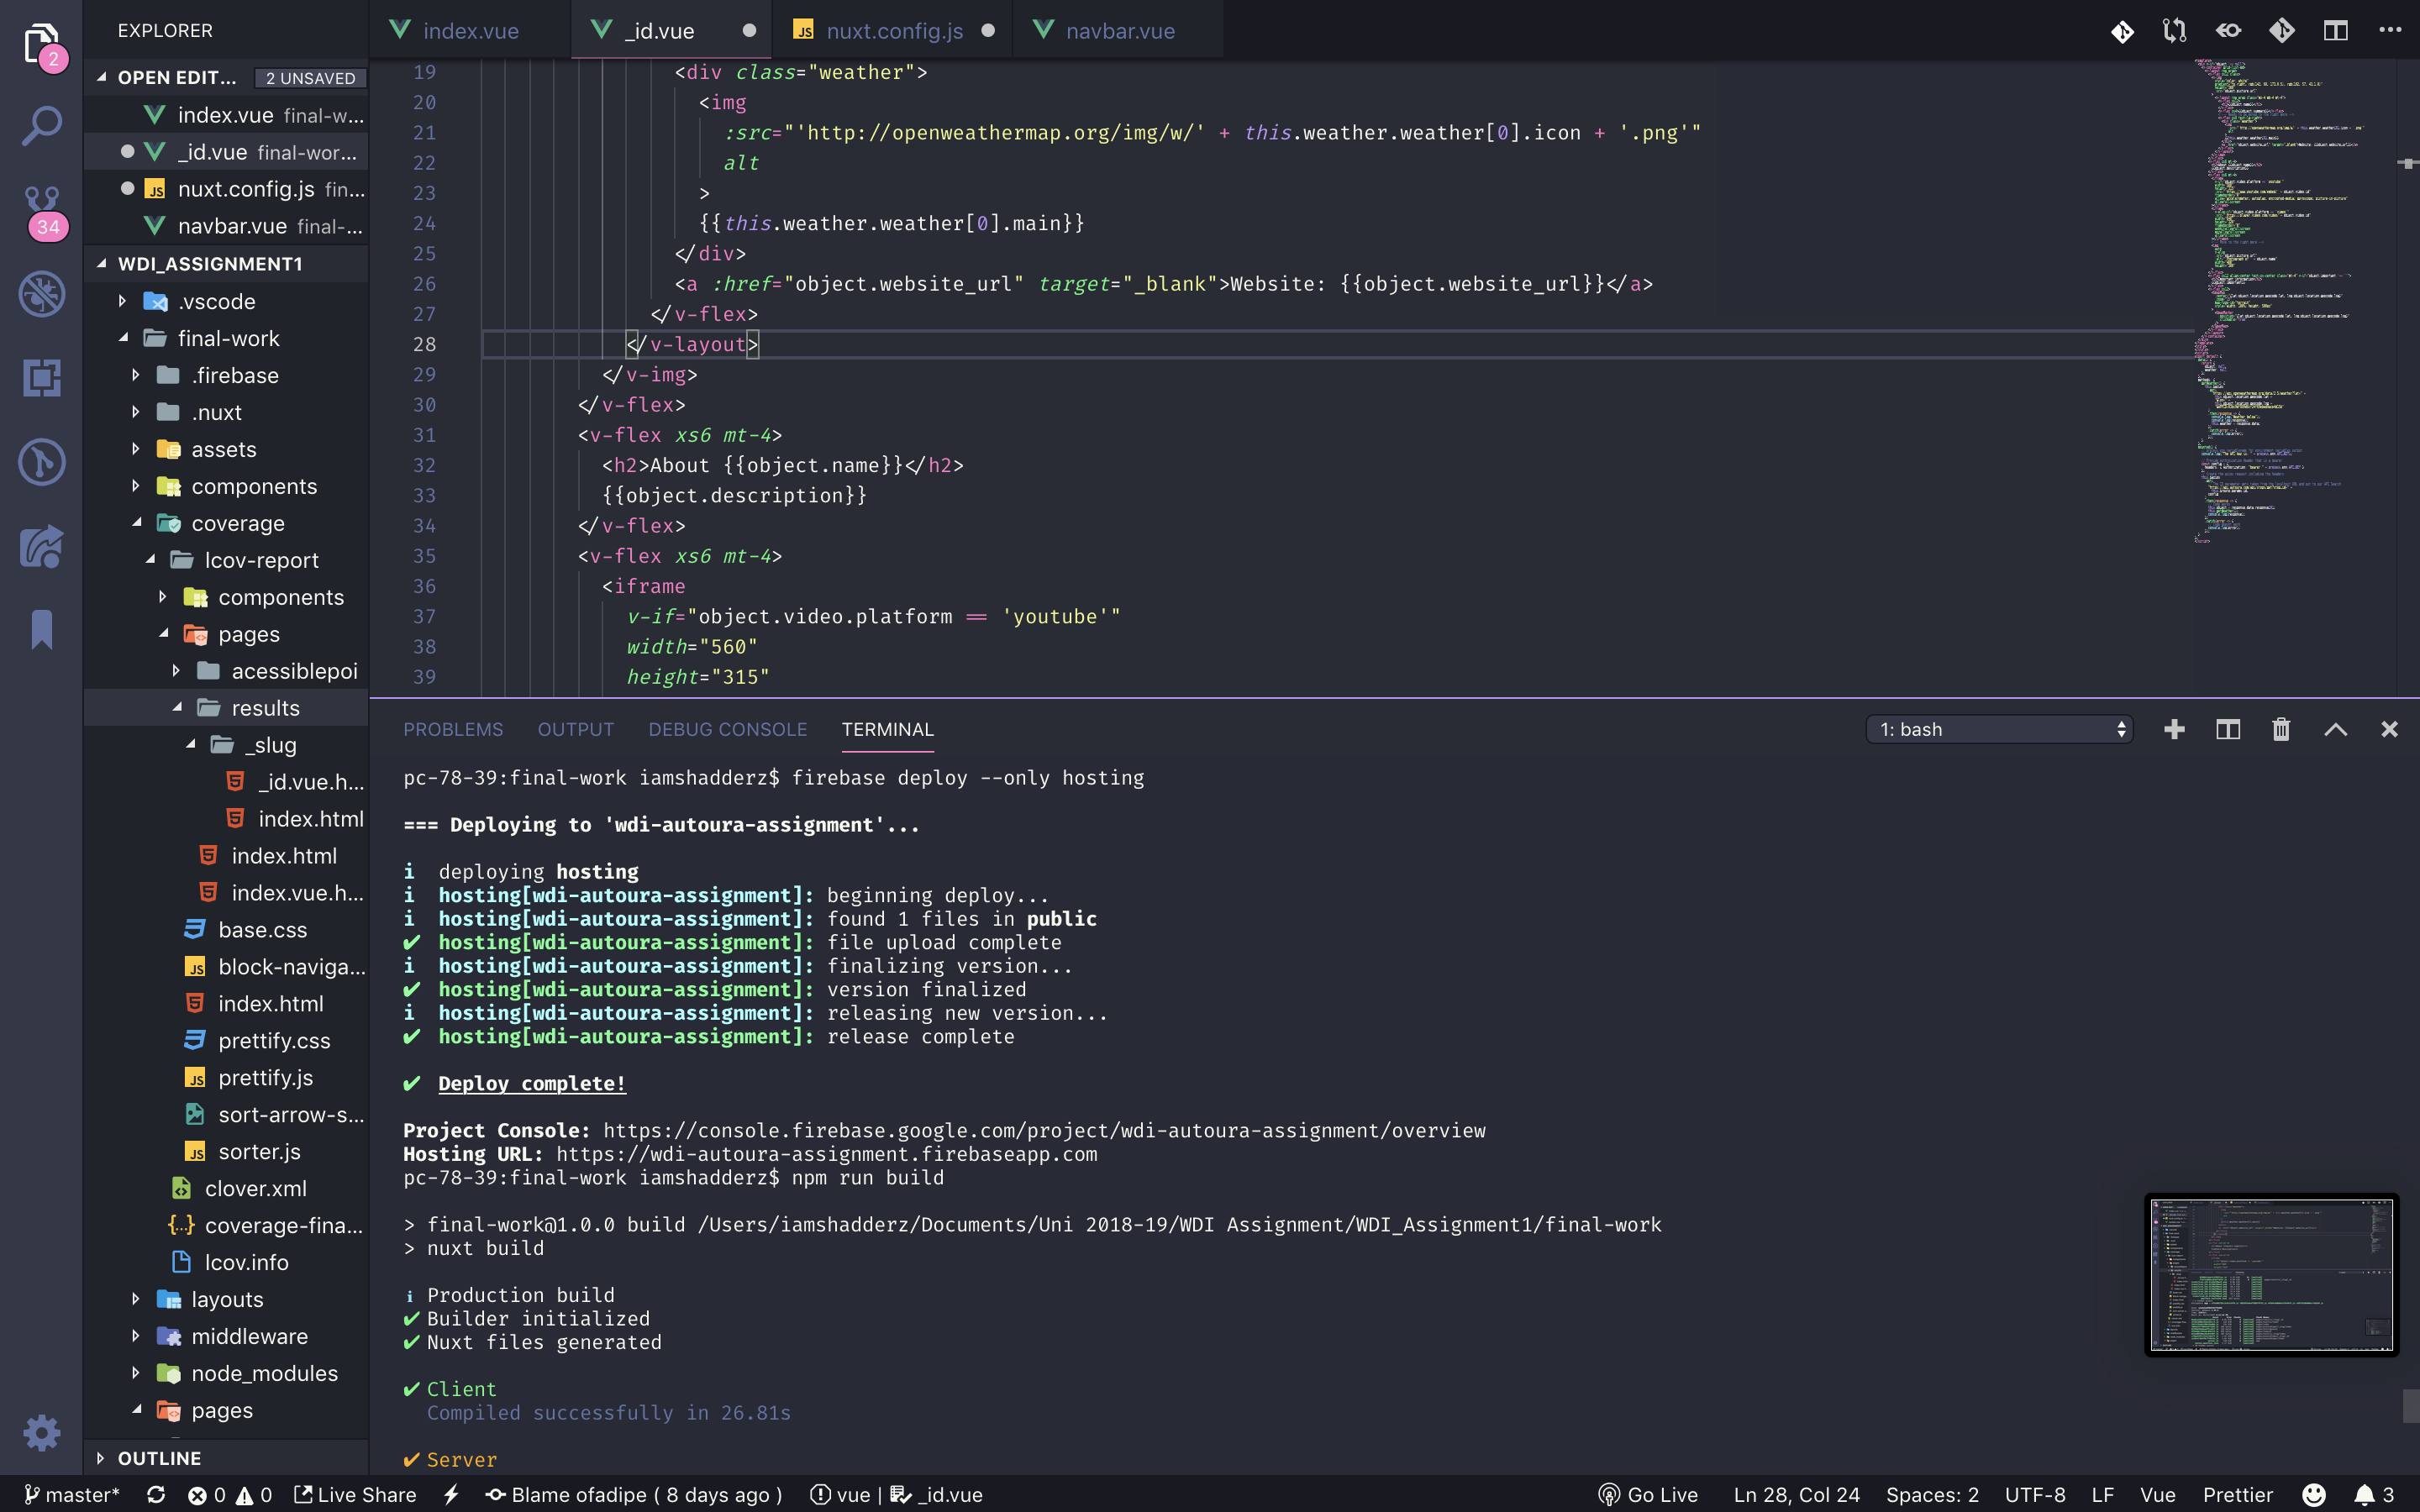 EXPLORER
OPEN EDIT... 2 UNSAVED
index.vue final-w...
_id.vue final-wor...
nuxt.config.js fin...
navbar.vue final-...
WDI_ASSIGNMENT1
.vscode
final-work
.firebase
.nuxt
assets
components
coverage
lcov-report
components
pages
acessiblepoi
results
_slug
_id.vue.h...
index.html
index.html
index.vue.h...
base.css
block-naviga...
index.html
prettify.css
prettify.js
sort-arrow-s...
sorter.js
clover.xml
coverage-fina...
lcov.info
layouts
middleware
node_modules
pages
OUTLINE
2
34
index.vue _id.vue nuxt.config.js navbar.vue
19 <div class="weather">
20 <img
21 :src="'http://openweathermap.org/img/w/' + this.weather.weather[0].icon + '.png'"
22 alt
23 >
24 {{this.weather.weather[0].main}}
25 </div>
26 <a :href="object.website_url" target="_blank">Website: {{object.website_url}}</a>
27 </v-flex>
28 </v-layout>
29 </v-img>
30 </v-flex>
31 <v-flex xs6 mt-4>
32 <h2>About {{object.name}}</h2>
33 {{object.description}}
34 </v-flex>
35 <v-flex xs6 mt-4>
36 <iframe
37 v-if="object.video.platform == 'youtube'"
38 width="560"
39 height="315"
PROBLEMS OUTPUT DEBUG CONSOLE TERMINAL 1: bash
pc-78-39:final-work iamshadderz$ firebase deploy --only hosting
=== Deploying to 'wdi-autoura-assignment'...
i deploying hosting
i hosting[wdi-autoura-assignment]: beginning deploy...
i hosting[wdi-autoura-assignment]: found 1 files in public
✔ hosting[wdi-autoura-assignment]: file upload complete
i hosting[wdi-autoura-assignment]: finalizing version...
✔ hosting[wdi-autoura-assignment]: version finalized
i hosting[wdi-autoura-assignment]: releasing new version...
✔ hosting[wdi-autoura-assignment]: release complete
✔ Deploy complete!
Project Console: https://console.firebase.google.com/project/wdi-autoura-assignment/overview
Hosting URL: https://wdi-autoura-assignment.firebaseapp.com
pc-78-39:final-work iamshadderz$ npm run build
> final-work@1.0.0 build /Users/iamshadderz/Documents/Uni 2018-19/WDI Assignment/WDI_Assignment1/final-work
> nuxt build
i Production build
✔ Builder initialized
✔ Nuxt files generated
✔ Client
Compiled successfully in 26.81s
✔ Server
master* 0 0 Live Share Blame ofadipe ( 8 days ago ) vue | _id.vue Go Live Ln 28, Col 24 Spaces: 2 UTF-8 LF Vue Prettier 3